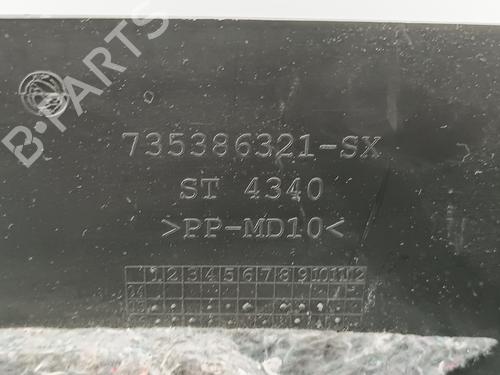 B-PARTS
735386321-SX
ST 4340
>PP-MD10<
1 2 3 4 5 6 7 8 9 10 11 12